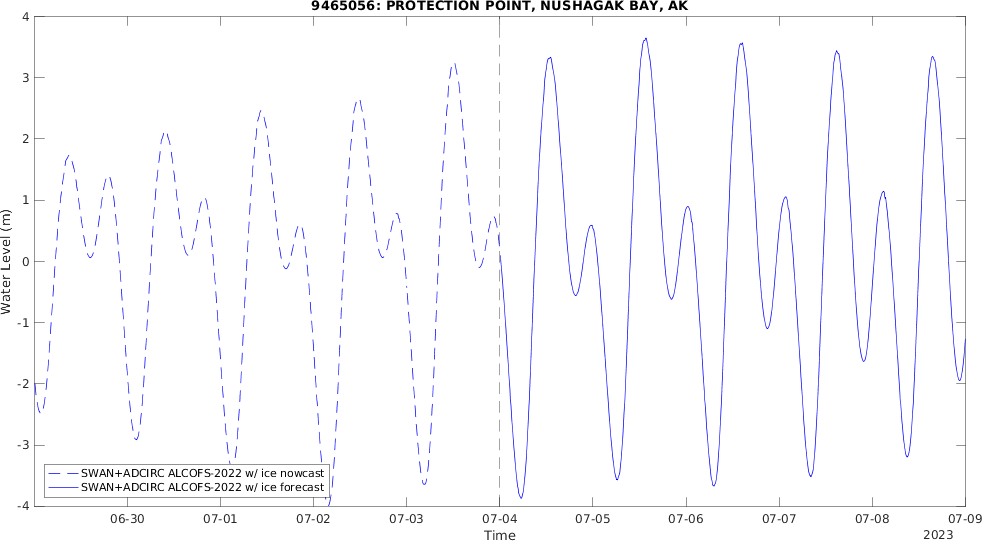 9465056: PROTECTION POINT, NUSHAGAK BAY, AK
4
3
2
1
0
-1
-2
-3
-4
Water Level (m)
SWAN+ADCIRC ALCOFS-2022 w/ ice nowcast
SWAN+ADCIRC ALCOFS-2022 w/ ice forecast
06-30 07-01 07-02 07-03 07-04 07-05 07-06 07-07 07-08 07-09
Time
2023